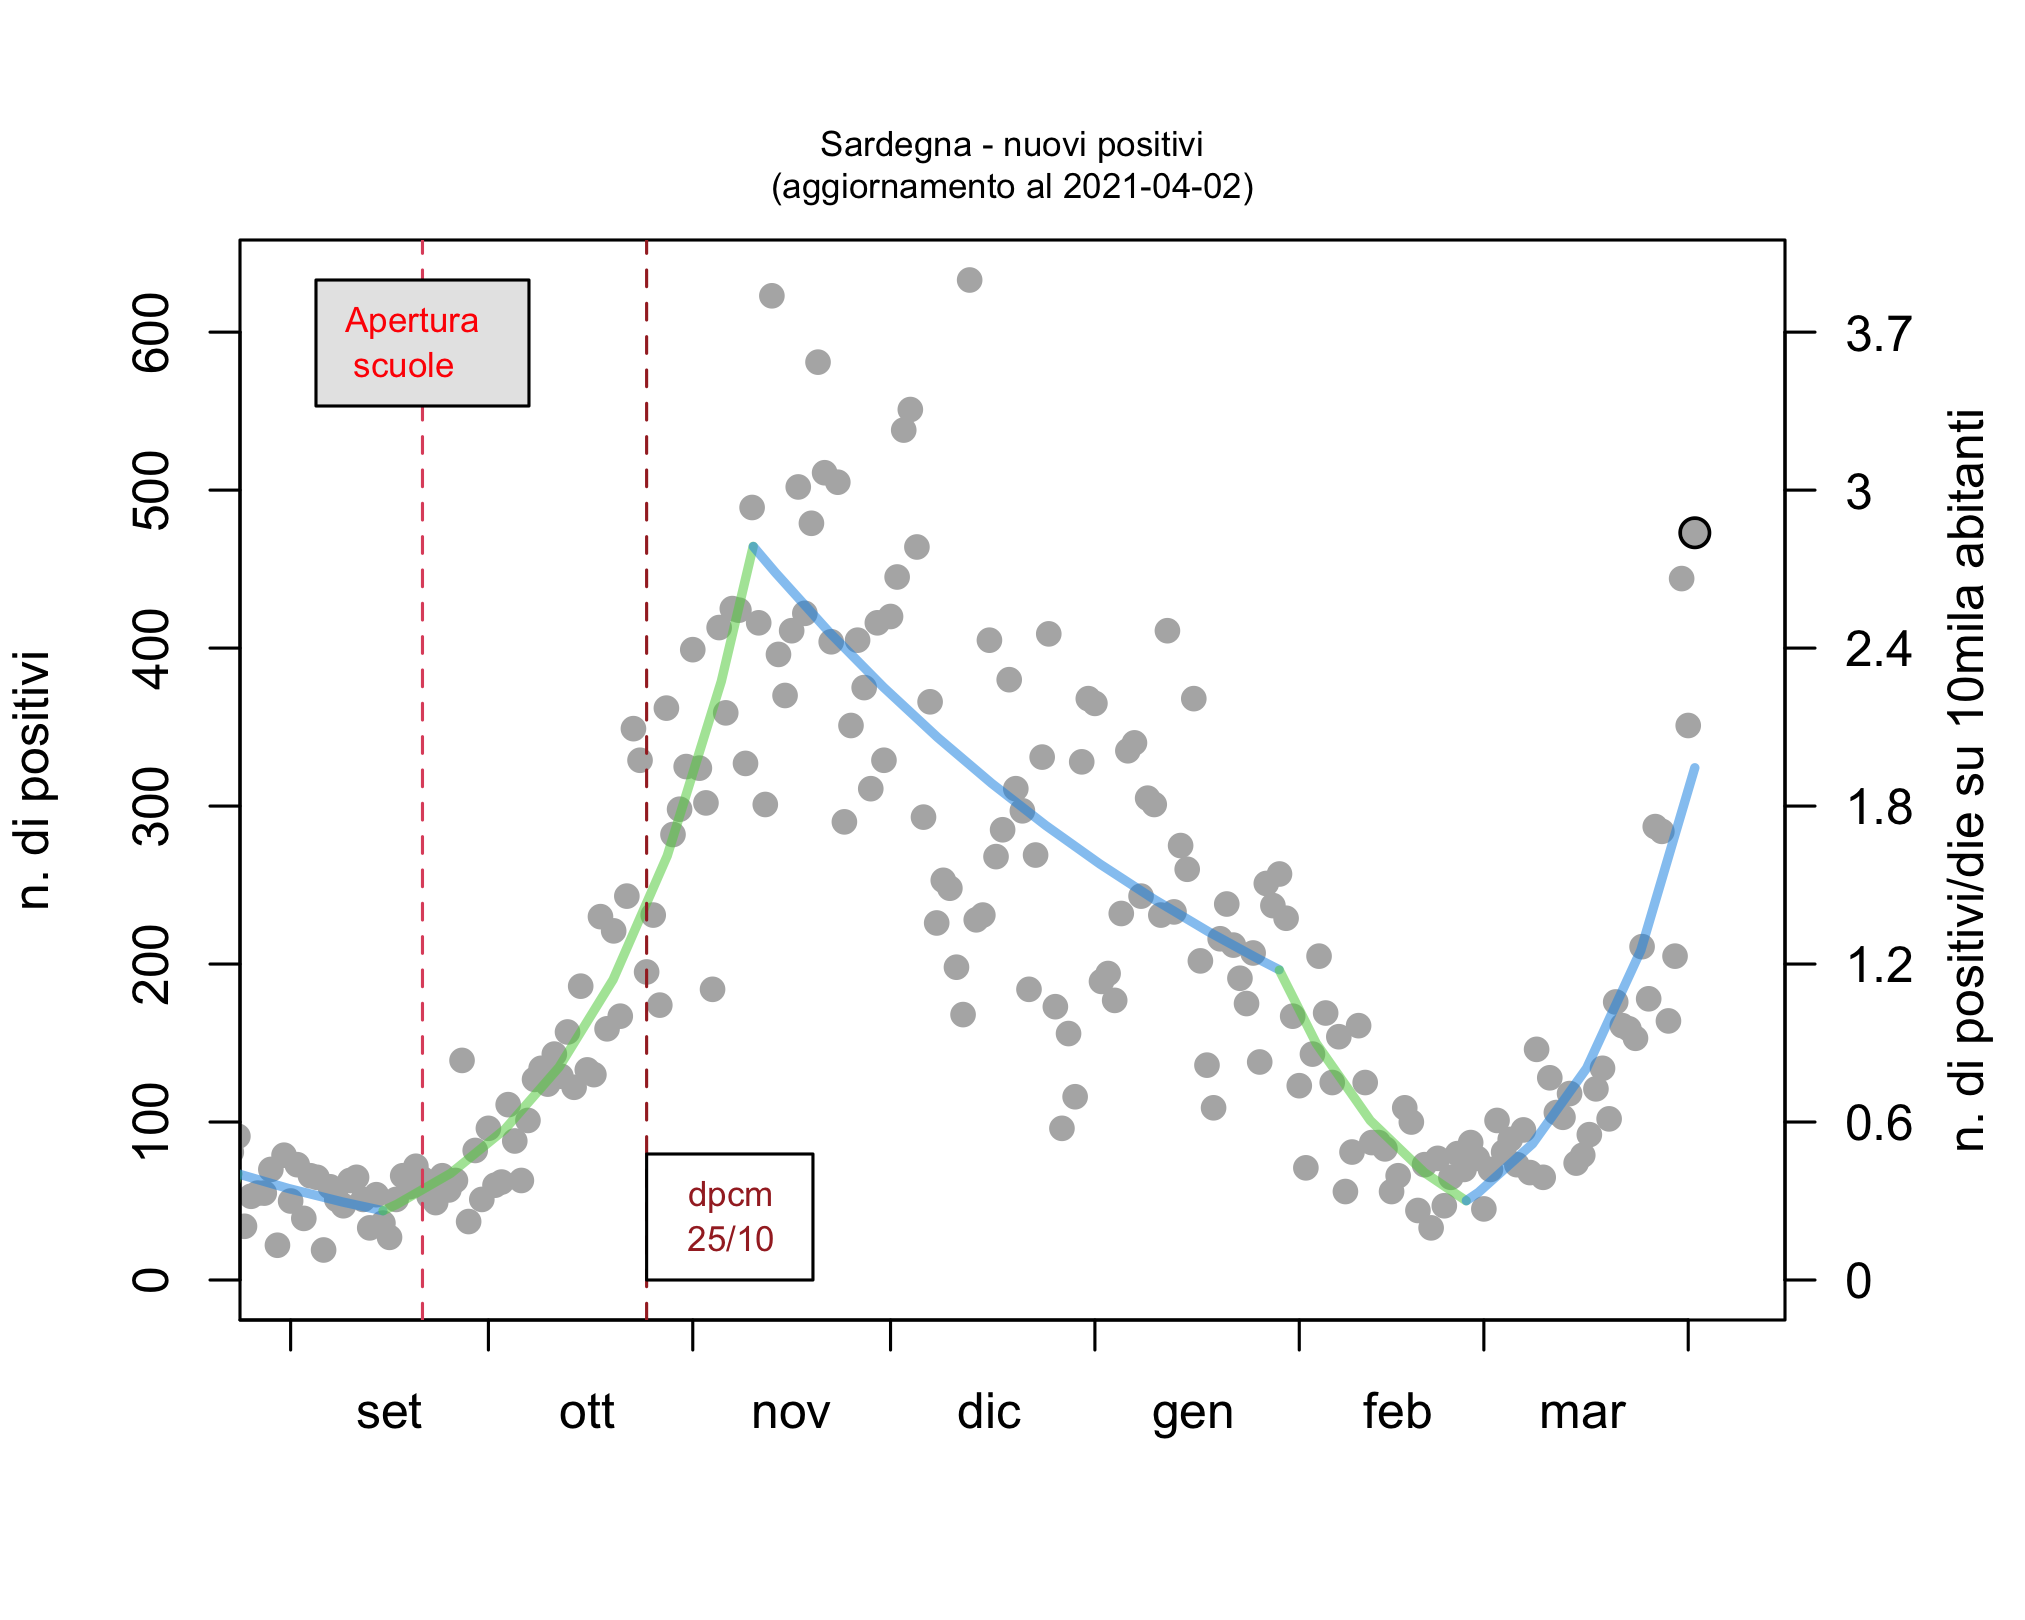 Sardegna - nuovi positivi
(aggiornamento al 2021-04-02)
n. di positivi
600
500
400
300
200
100
0
Apertura
scuole
dpcm
25/10
3.7
3
2.4
1.8
1.2
0.6
0
n. di positivi/die su 10mila abitanti
set ott nov dic gen feb mar